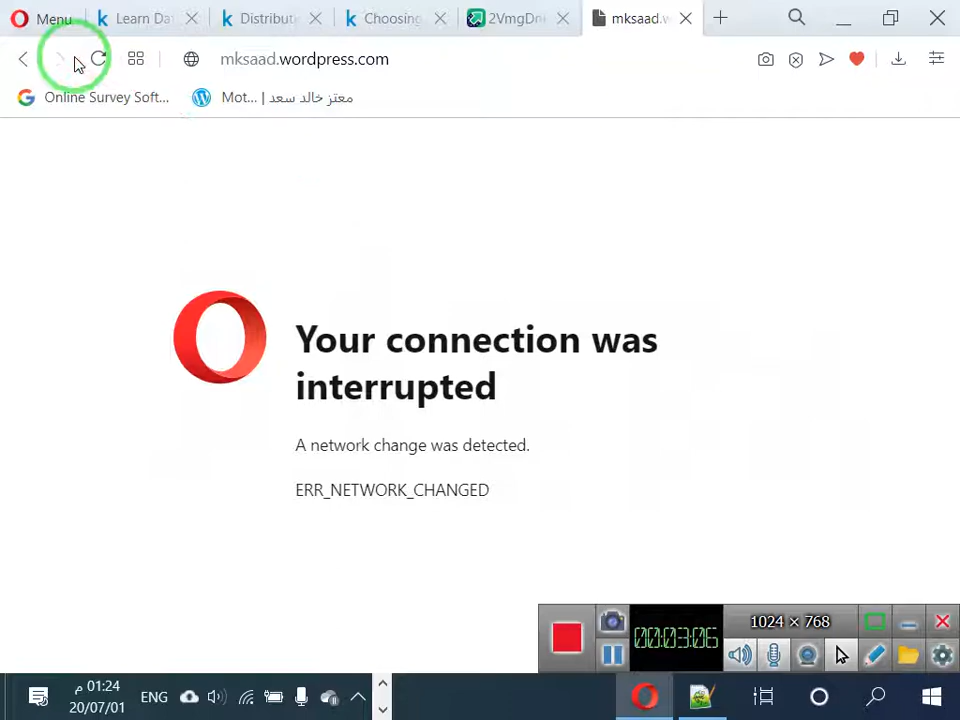 Menu
Learn Da
Distributi
Choosing
2VmgDn
mksaad.w
mksaad.wordpress.com
Online Survey Soft...
Mot... | معتز خالد سعد
Your connection was
interrupted
A network change was detected.
ERR_NETWORK_CHANGED
00:03:06
1024 × 768
01:24 م
ENG
20/07/01